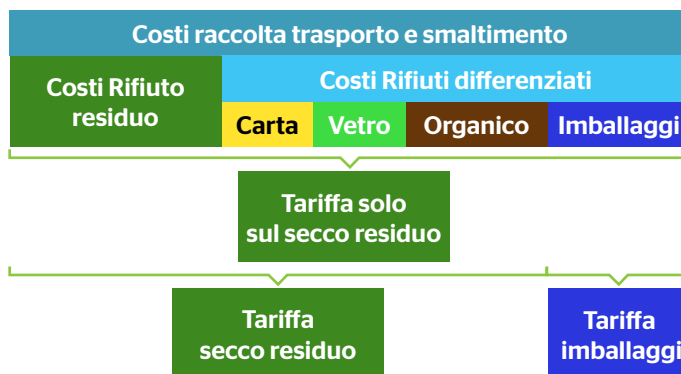 Costi raccolta trasporto e smaltimento
Costi Rifiuto
residuo
Costi Rifiuti differenziati
Carta
Vetro
Organico
Imballaggi
Tariffa solo
sul secco residuo
Tariffa
secco residuo
Tariffa
imballaggi